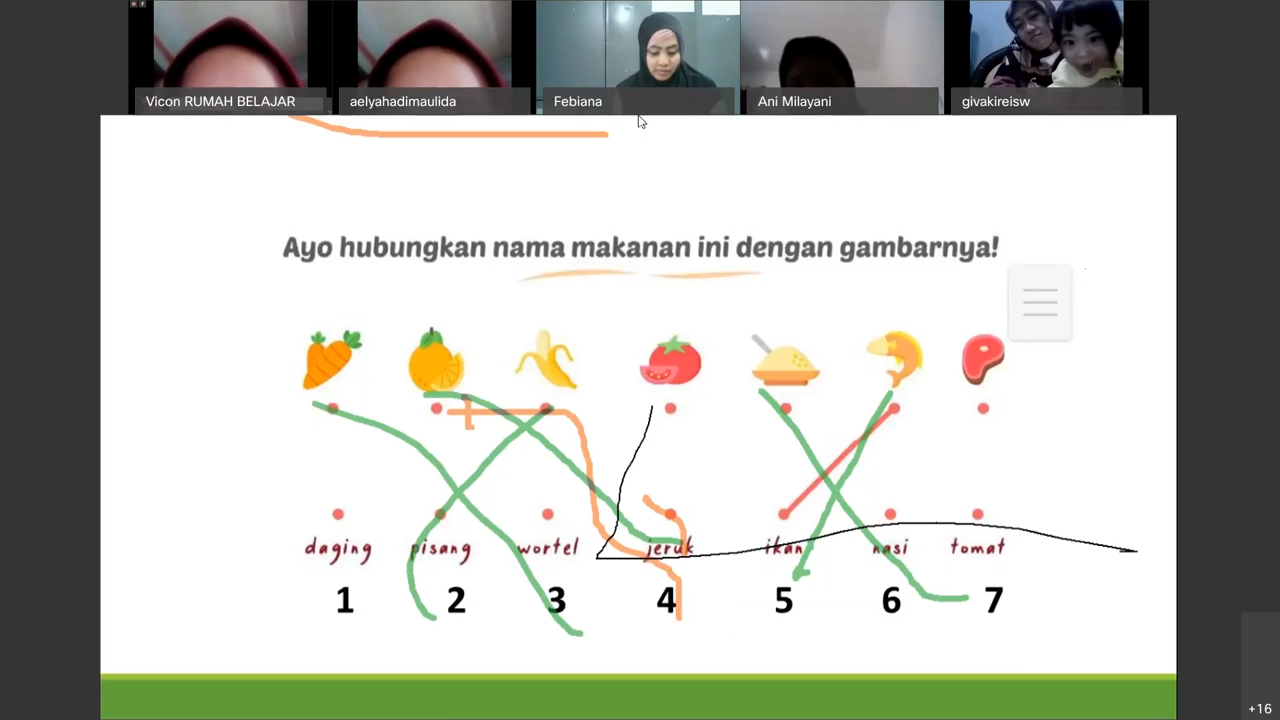 Vicon RUMAH BELAJAR
aelyahadimaulida
Febiana
Ani Milayani
givakireisw
Ayo hubungkan nama makanan ini dengan gambarnya!
daging pisang wortel jeruk ikan nasi tomat
1 2 3 4 5 6 7
+16